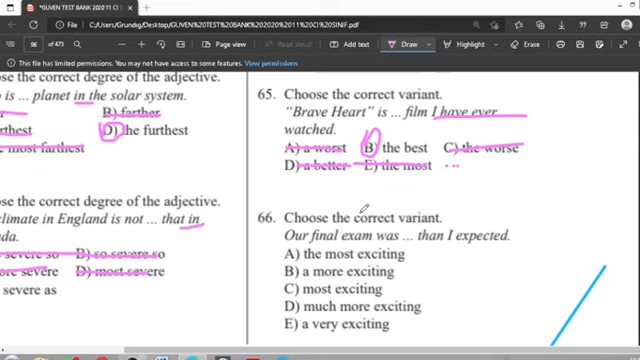 *GUVEN TEST BANK 2020 11 CI S
File | C:/Users/Grundig/Desktop/GUVEN%20TEST%20BANK%202020%2011%20CI%20SINIF.pdf
96 of 473
Page view
Read aloud
Add text
Draw
Highlight
Erase
Limited permissions. You may not have access to some features. View permissions
se the correct degree of the adjective.
is ... planet in the solar system.
B) farther
rthest D) the furthest
e most farthest
se the correct degree of the adjective.
climate in England is not ... that in
da.
severe so B) so severe so
ore severe D) most severe
severe as
65. Choose the correct variant.
"Brave Heart" is ... film I have ever
watched.
A) a worst B) the best C) the worse
D) a better E) the most
66. Choose the correct variant.
Our final exam was ... than I expected.
A) the most exciting
B) a more exciting
C) most exciting
D) much more exciting
E) a very exciting